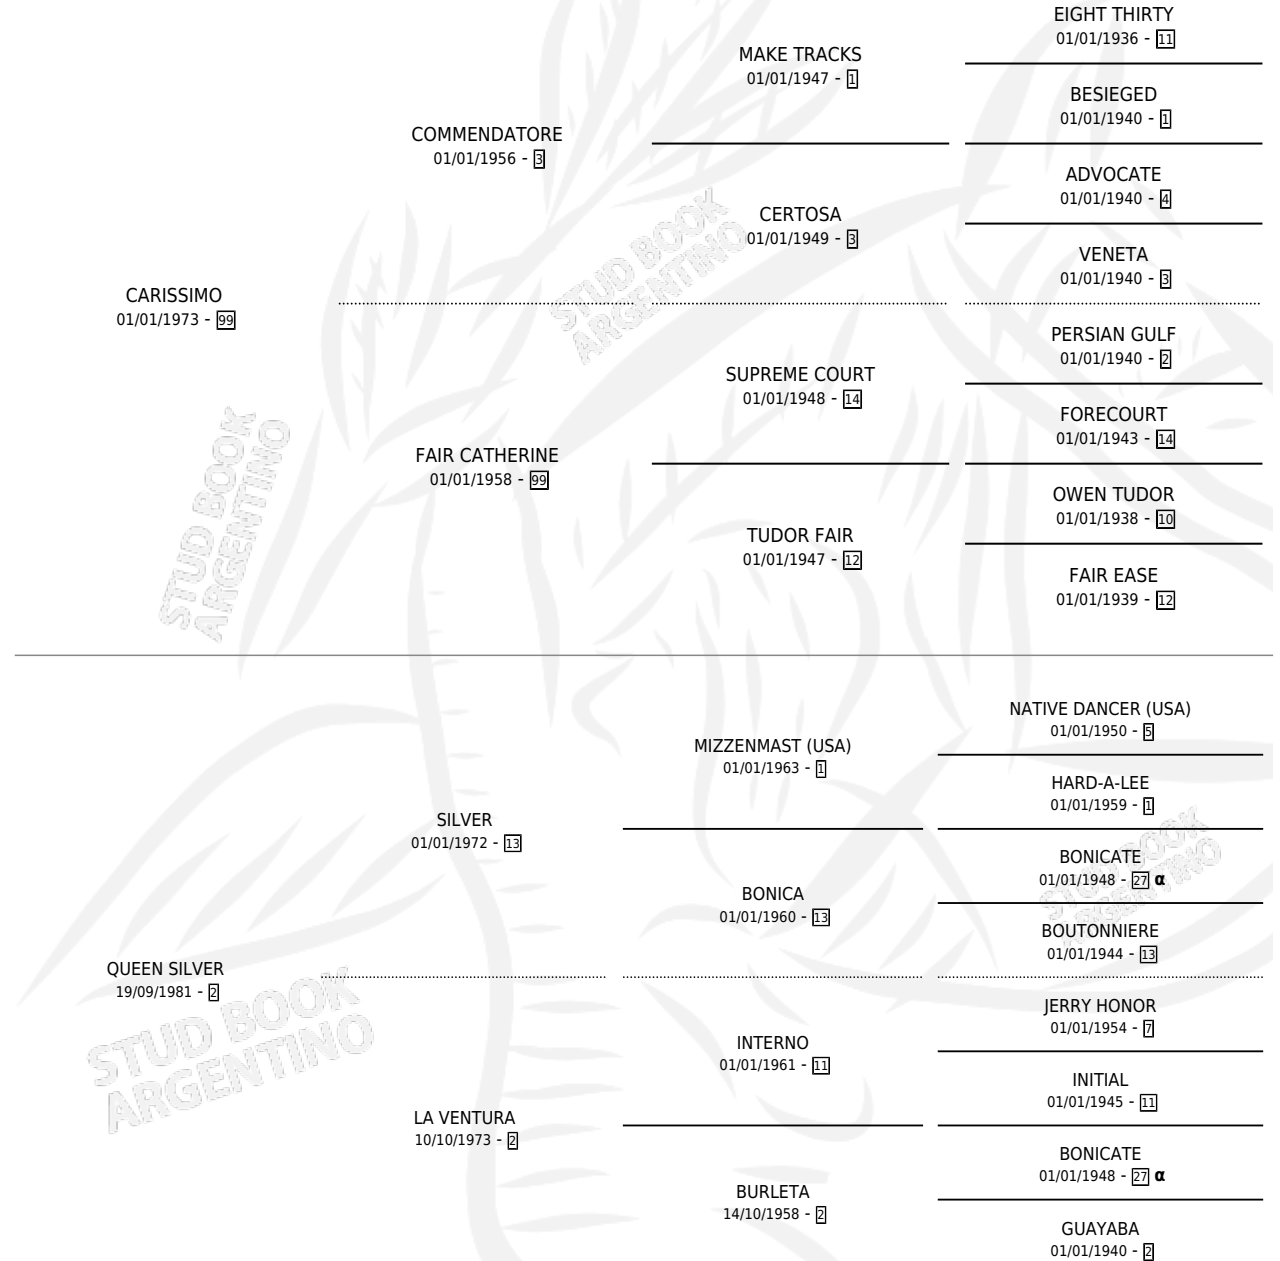 EIGHT THIRTY
01/01/1936 - 11
MAKE TRACKS
01/01/1947 - 1
BESIEGED
01/01/1940 - 1
COMMENDATORE
01/01/1956 - 3
ADVOCATE
01/01/1940 - 4
CERTOSA
01/01/1949 - 3
VENETA
01/01/1940 - 3
CARISSIMO
01/01/1973 - 99
PERSIAN GULF
01/01/1940 - 2
SUPREME COURT
01/01/1948 - 14
FORECOURT
01/01/1943 - 14
FAIR CATHERINE
01/01/1958 - 99
OWEN TUDOR
01/01/1938 - 10
TUDOR FAIR
01/01/1947 - 12
FAIR EASE
01/01/1939 - 12
NATIVE DANCER (USA)
01/01/1950 - 5
MIZZENMAST (USA)
01/01/1963 - 1
HARD-A-LEE
01/01/1959 - 1
SILVER
01/01/1972 - 13
BONICATE
01/01/1948 - 27 α
BONICA
01/01/1960 - 13
BOUTONNIERE
01/01/1944 - 13
QUEEN SILVER
19/09/1981 - 2
JERRY HONOR
01/01/1954 - 7
INTERNO
01/01/1961 - 11
INITIAL
01/01/1945 - 11
LA VENTURA
10/10/1973 - 2
BONICATE
01/01/1948 - 27 α
BURLETA
14/10/1958 - 2
GUAYABA
01/01/1940 - 2
STUD BOOK
ARGENTINO
STUD BOOK
ARGENTINO
STUD BOOK
ARGENTINO
STUD BOOK
ARGENTINO